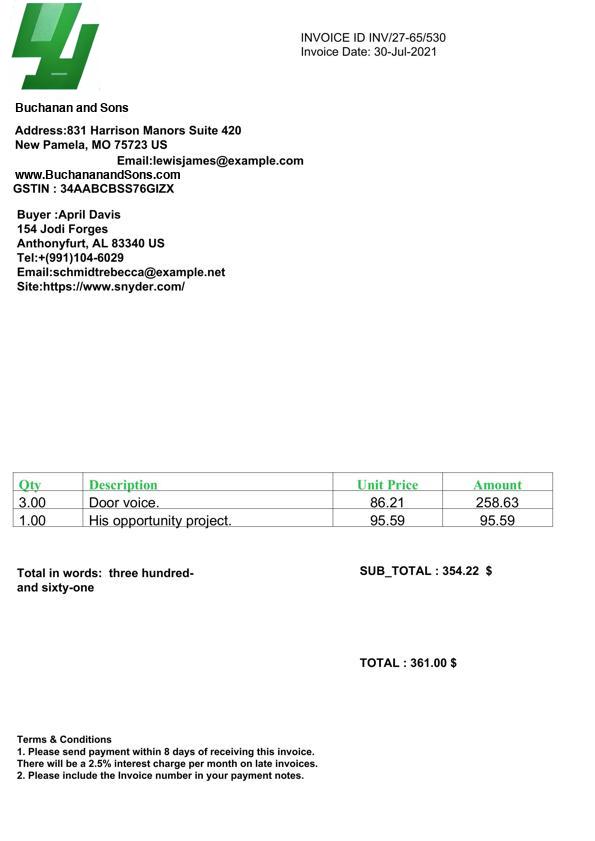 INVOICE ID INV/27-65/530
Invoice Date: 30-Jul-2021
Buchanan and Sons
Address:831 Harrison Manors Suite 420
New Pamela, MO 75723 US
Email:lewisjames@example.com
www.BuchananandSons.com
GSTIN : 34AABCBSS76GIZX
Buyer :April Davis
154 Jodi Forges
Anthonyfurt, AL 83340 US
Tel:+(991)104-6029
Email:schmidtrebecca@example.net
Site:https://www.snyder.com/
Qty Description Unit Price Amount
3.00 Door voice. 86.21 258.63
1.00 His opportunity project. 95.59 95.59
Total in words: three hundred-
and sixty-one
SUB_TOTAL : 354.22 $
TOTAL : 361.00 $
Terms & Conditions
1. Please send payment within 8 days of receiving this invoice.
There will be a 2.5% interest charge per month on late invoices.
2. Please include the Invoice number in your payment notes.